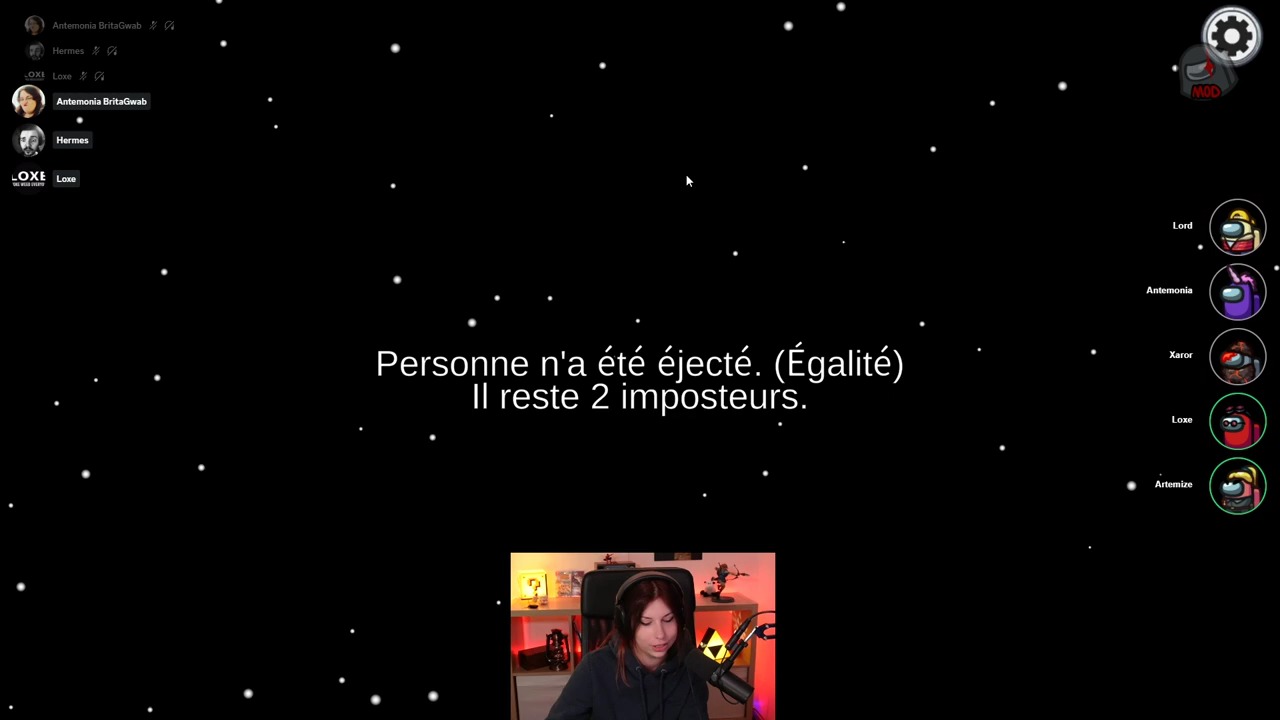 Antemonia BritaGwab
Hermes
LOXE
Loxe
Antemonia BritaGwab
Hermes
LOXE
Loxe
MOD
Lord
Antemonia
Xaror
Loxe
Artemize
Personne n'a été éjecté. (Égalité)
Il reste 2 imposteurs.